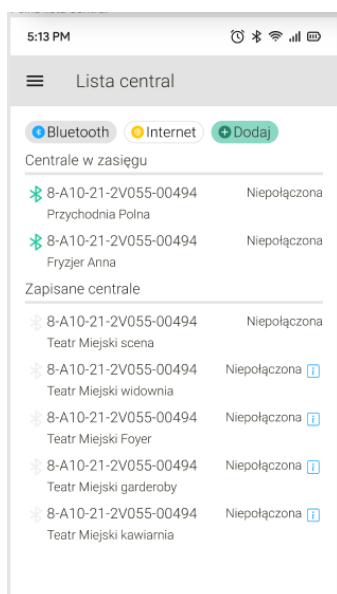 5:13 PM
Lista central
Bluetooth Internet Dodaj
Centrale w zasięgu
8-A10-21-2V055-00494 Niepołączona
Przychodnia Polna
8-A10-21-2V055-00494 Niepołączona
Fryzjer Anna
Zapisane centrale
8-A10-21-2V055-00494 Niepołączona
Teatr Miejski scena
8-A10-21-2V055-00494 Niepołączona i
Teatr Miejski widownia
8-A10-21-2V055-00494 Niepołączona i
Teatr Miejski Foyer
8-A10-21-2V055-00494 Niepołączona i
Teatr Miejski garderoby
8-A10-21-2V055-00494 Niepołączona i
Teatr Miejski kawiarnia